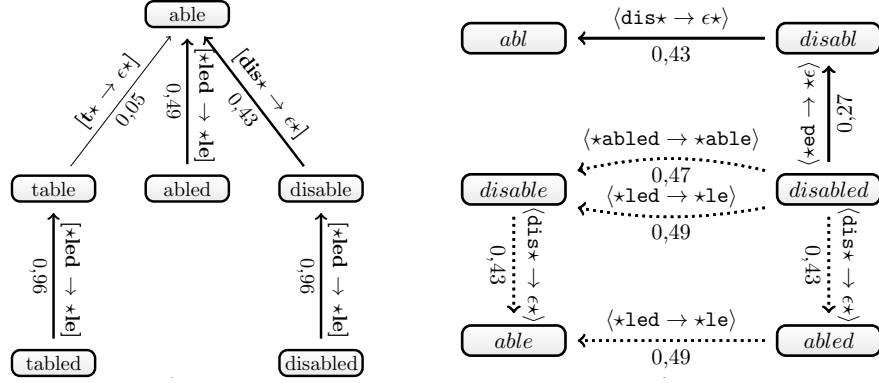 able
[t⋆ → ϵ⋆]
0,05
[⋆led → ⋆le]
0,49
[dis⋆ → ϵ⋆]
0,43
table
abled
disable
[⋆led → ⋆le]
0,96
[⋆led → ⋆le]
0,96
tabled
disabled
abl
⟨dis⋆ → ϵ⋆⟩
0,43
disabl
⟨⋆ed → ⋆ϵ⟩
0,27
⟨⋆abled → ⋆able⟩
0,47
disable
⟨⋆led → ⋆le⟩
0,49
disabled
⟨dis⋆ → ϵ⋆⟩
0,43
⟨dis⋆ → ϵ⋆⟩
0,43
able
⟨⋆led → ⋆le⟩
0,49
abled